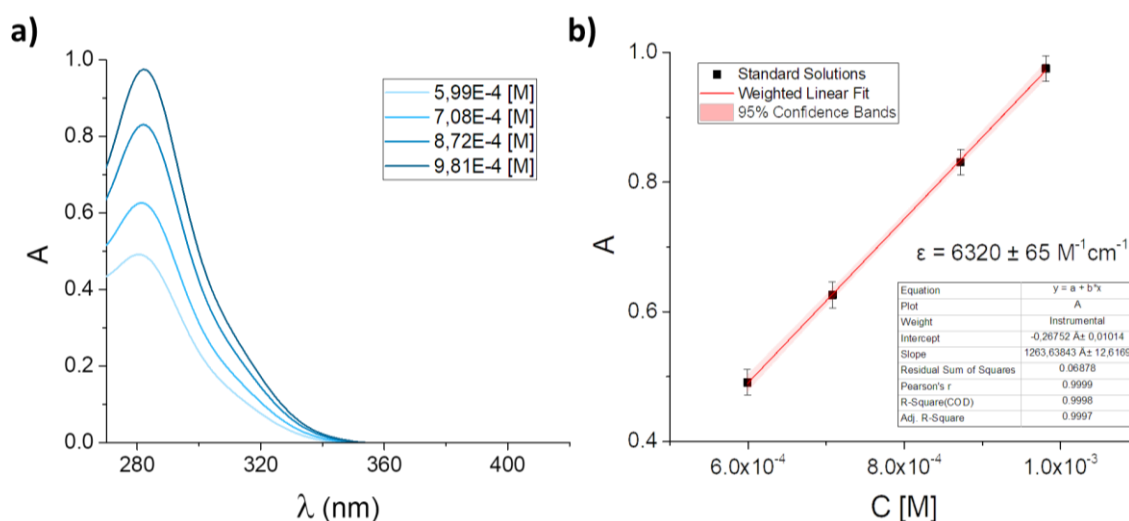 a)
1.0
0.8
0.6
0.4
0.2
0.0
A
5,99E-4 [M]
7,08E-4 [M]
8,72E-4 [M]
9,81E-4 [M]
280
320
360
400
λ (nm)
b)
1.0
0.8
0.6
0.4
A
Standard Solutions
Weighted Linear Fit
95% Confidence Bands
ε = 6320 ± 65 M⁻¹cm⁻¹
Equation y = a + b*x
Plot A
Weight Instrumental
Intercept -0,26752 Â± 0,01014
Slope 1263,63843 Â± 12,6169
Residual Sum of Squares 0.06878
Pearson's r 0.9999
R-Square(COD) 0.9998
Adj. R-Square 0.9997
6.0x10⁻⁴
8.0x10⁻⁴
1.0x10⁻³
C [M]